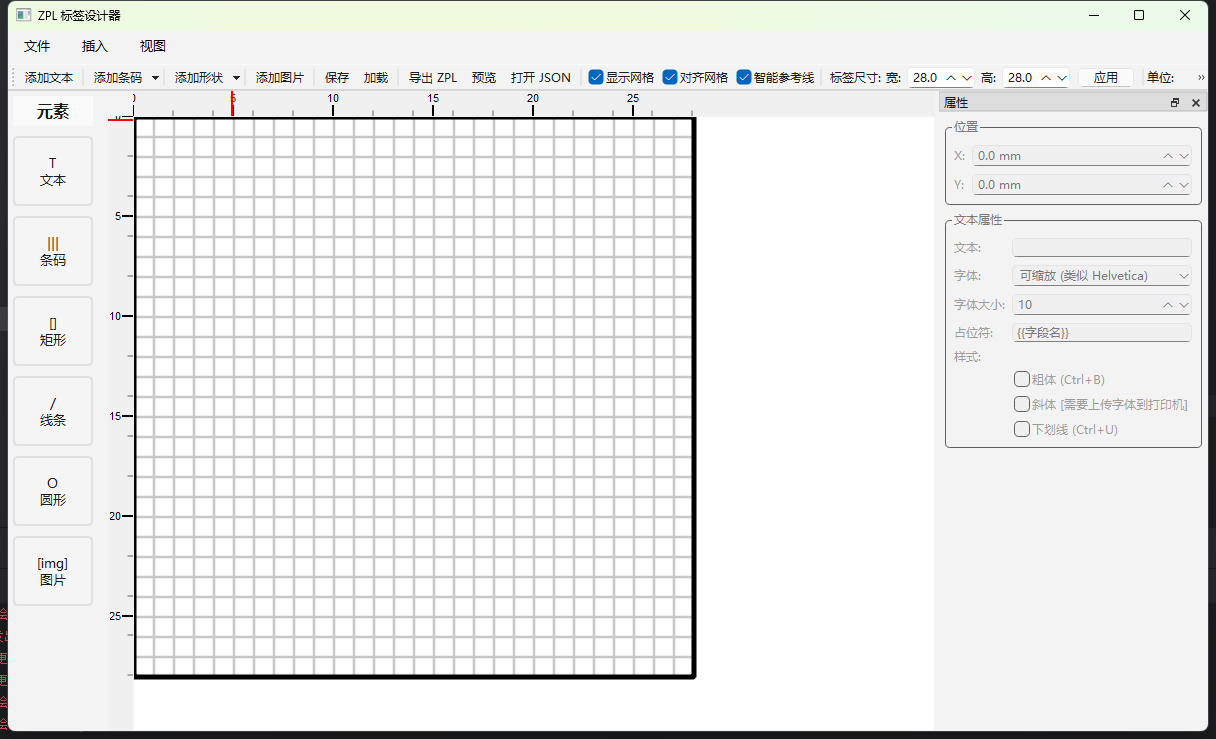 ZPL 标签设计器
文件 插入 视图
添加文本 添加条码 添加形状 添加图片 保存 加载 导出 ZPL 预览 打开 JSON 显示网格 对齐网格 智能参考线 标签尺寸: 宽: 28.0 高: 28.0 应用 单位: »
元素
T
文本
|||
条码
[]
矩形
/
线条
O
圆形
[img]
图片
0 5 10 15 20 25
5
10
15
20
25
属性
位置
X: 0.0 mm
Y: 0.0 mm
文本属性
文本:
字体: 可缩放 (类似 Helvetica)
字体大小: 10
占位符: {{字段名}}
样式:
粗体 (Ctrl+B)
斜体 [需要上传字体到打印机]
下划线 (Ctrl+U)